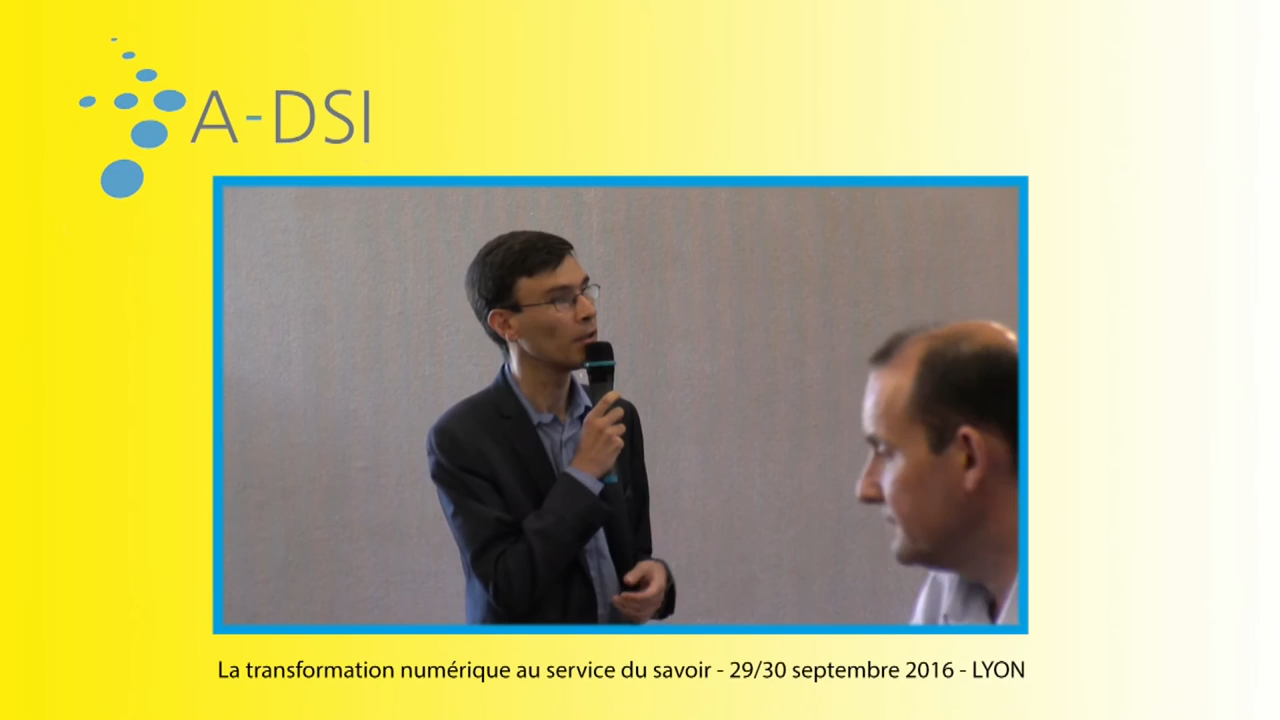 A-DSI
La transformation numérique au service du savoir - 29/30 septembre 2016 - LYON